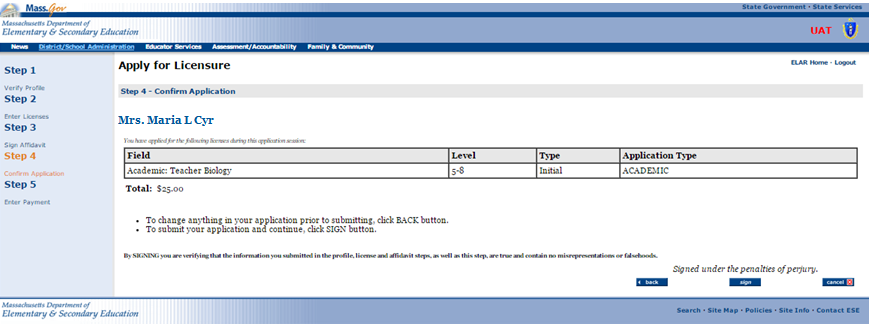 Mass.Gov
State Government · State Services
Massachusetts Department of
Elementary & Secondary Education
UAT
News District/School Administration Educator Services Assessment/Accountability Family & Community
Step 1
Verify Profile
Step 2
Enter Licenses
Step 3
Sign Affidavit
Step 4
Confirm Application
Step 5
Enter Payment
Apply for Licensure
ELAR Home · Logout
Step 4 - Confirm Application
Mrs. Maria L Cyr
You have applied for the following licenses during this application session:
Field Level Type Application Type
Academic: Teacher Biology 5-8 Initial ACADEMIC
Total: $25.00
• To change anything in your application prior to submitting, click BACK button.
• To submit your application and continue, click SIGN button.
By SIGNING you are verifying that the information you submitted in the profile, license and affidavit steps, as well as this step, are true and contain no misrepresentations or falsehoods.
Signed under the penalties of perjury.
back sign cancel
Massachusetts Department of
Elementary & Secondary Education
Search · Site Map · Policies · Site Info · Contact ESE